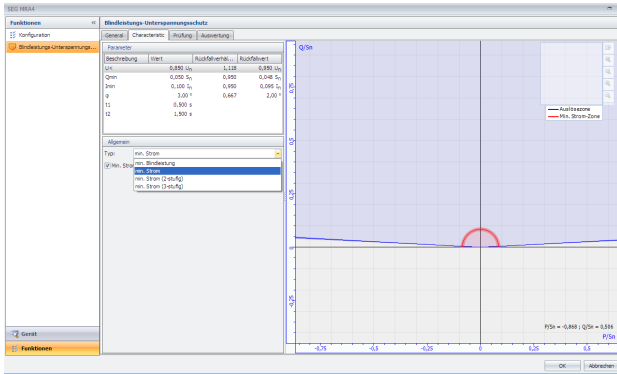 SEG MRA4
Funktionen «
Konfiguration
Blindleistungs-Unterspannungs...
Gerät
Funktionen
Blindleistungs-Unterspannungsschutz
General Characteristic Prüfung Auswertung
Parameter
Beschreibung Wert Rückfallverhäl... Rückfallwert
U< 0,850 Un 1,118 0,950 Un
Qmin 0,050 Sn 0,950 0,048 Sn
Imin 0,100 In 0,950 0,095 In
φ 3,00 ° 0,667 2,00 °
t1 0,500 s
t2 1,500 s
Allgemein
Typ: min. Strom
Min. Stro
min. Blindleistung
min. Strom
min. Strom (2-stufig)
min. Strom (3-stufig)
Q/Sn
Auslösezone
Min. Strom-Zone
0,5
0,25
0
-0,25
P/Sn = -0,868 ; Q/Sn = 0,506
P/Sn
-0,75 -0,5 -0,25 0 0,25 0,5
OK Abbrechen